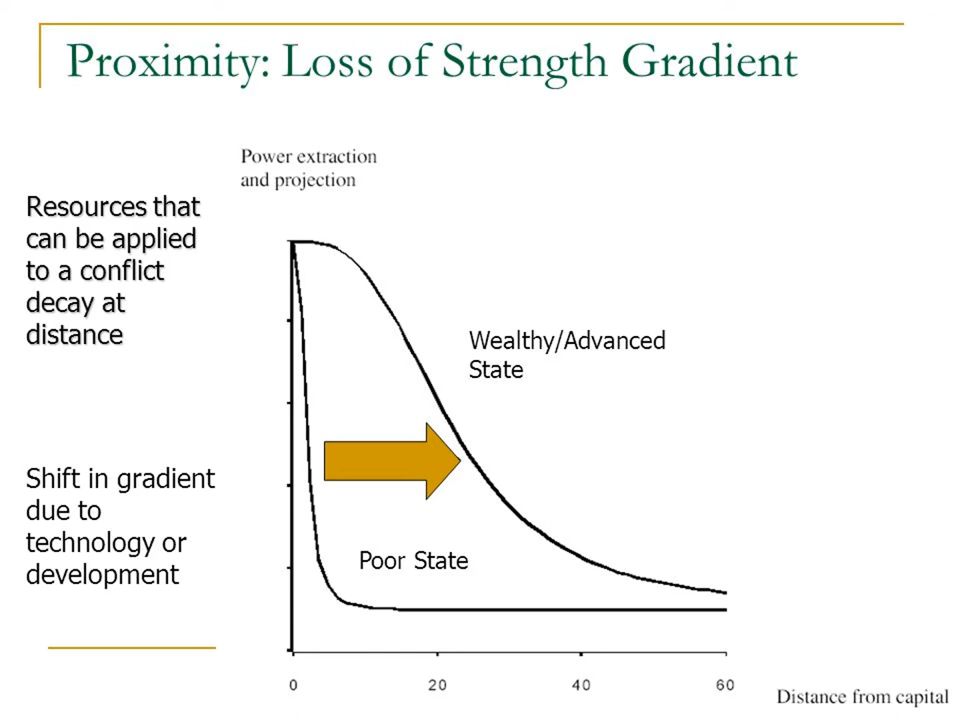 Proximity: Loss of Strength Gradient
Power extraction
and projection
Resources that
can be applied
to a conflict
decay at
distance
Wealthy/Advanced
State
Shift in gradient
due to
technology or
development
Poor State
0 20 40 60
Distance from capital